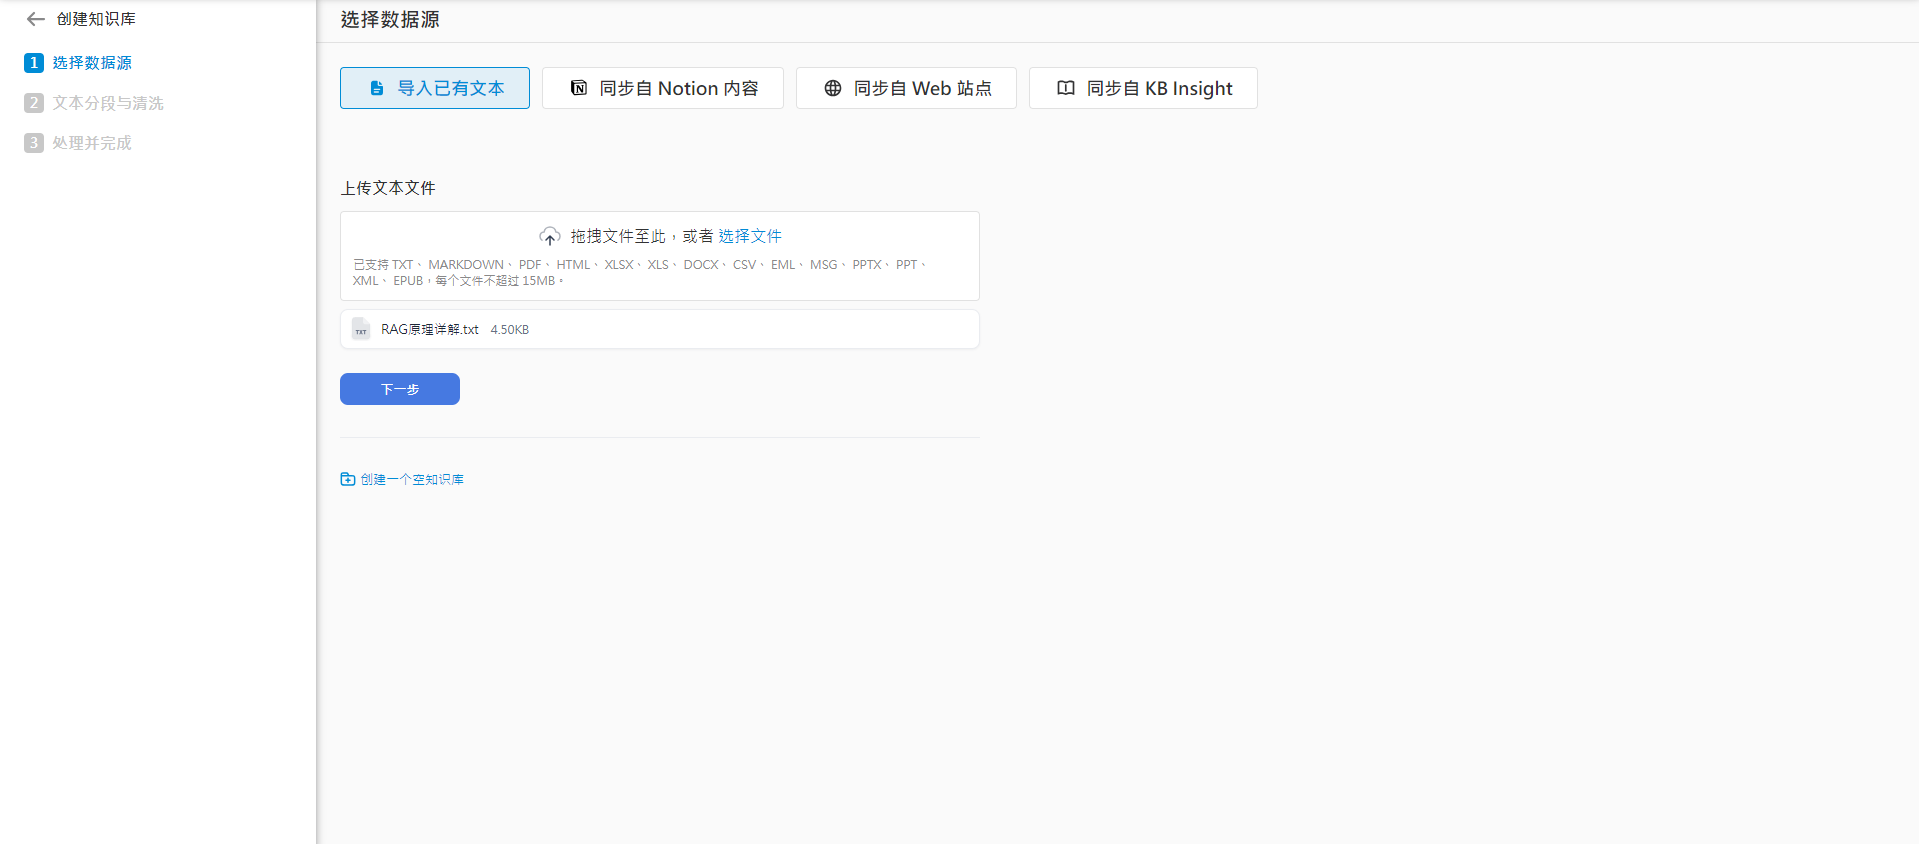 创建知识库
1 选择数据源
2 文本分段与清洗
3 处理并完成
选择数据源
导入已有文本
同步自 Notion 内容
同步自 Web 站点
同步自 KB Insight
上传文本文件
拖拽文件至此，或者 选择文件
已支持 TXT、 MARKDOWN、 PDF、 HTML、 XLSX、 XLS、 DOCX、 CSV、 EML、 MSG、 PPTX、 PPT、
XML、 EPUB，每个文件不超过 15MB。
TXT RAG原理详解.txt 4.50KB
下一步
创建一个空知识库